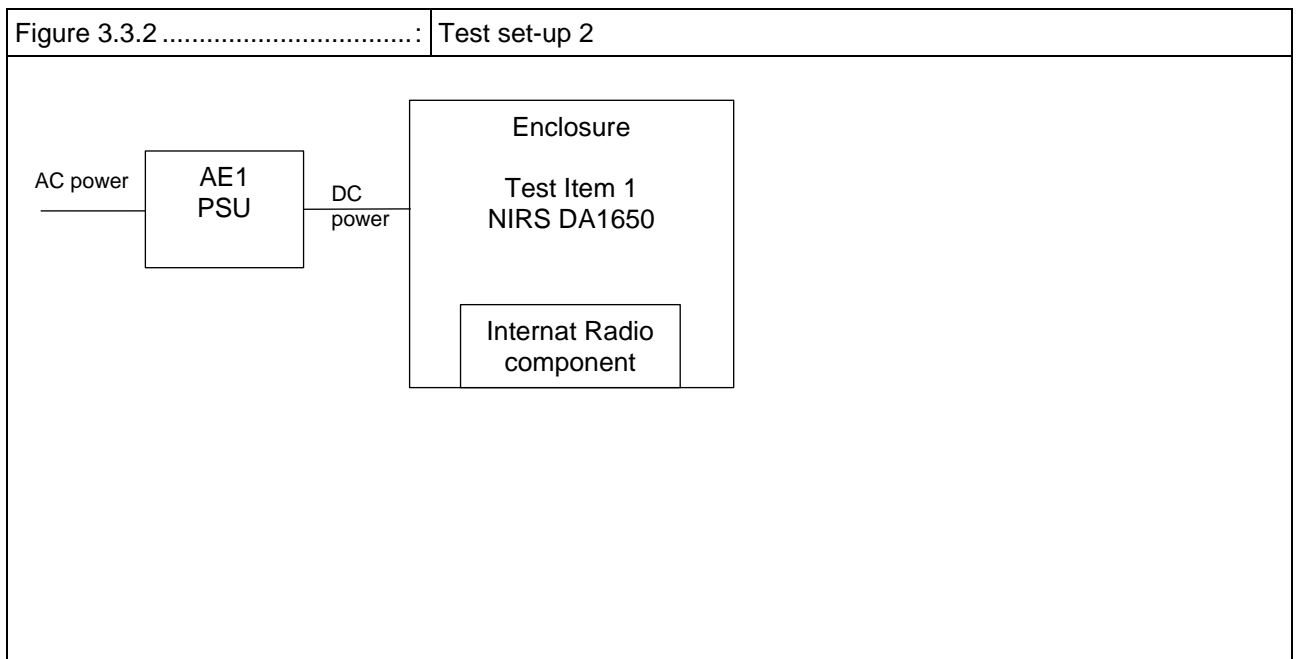 Figure 3.3.2 ..................................: Test set-up 2
Enclosure
AC power
AE1
PSU
DC
power
Test Item 1
NIRS DA1650
Internat Radio
component